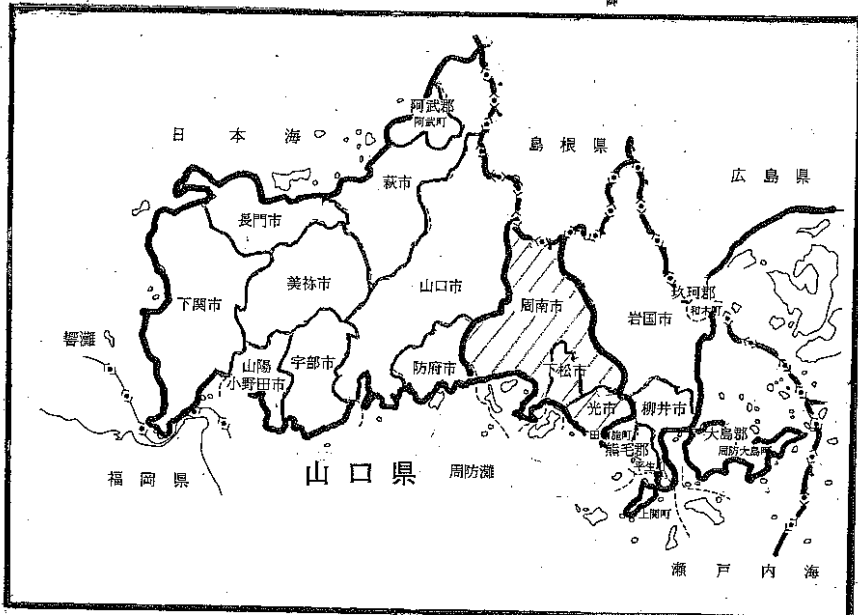 阿武郡
阿武町
日本海
島根県
広島県
萩市
長門市
美祢市
山口市
下関市
周南市
玖珂郡
和木町
岩国市
響灘
山陽
小野田市
宇部市
防府市
下松市
光市
柳井市
田布施町
大島郡
周防大島町
熊毛郡
平生
上関町
福岡県
山口県
周防灘
瀬戸内海